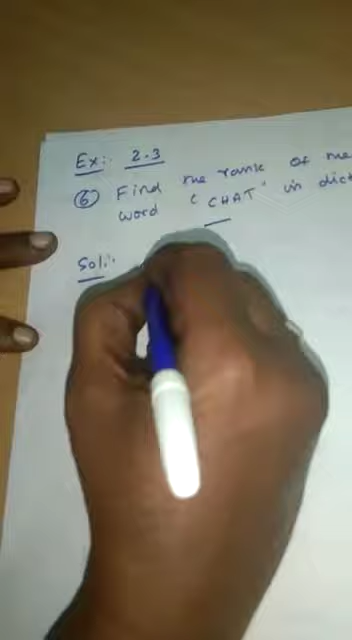 Ex:- 2.3
⑥ Find the rank of the
word "CHAT" in dict
Sol:-